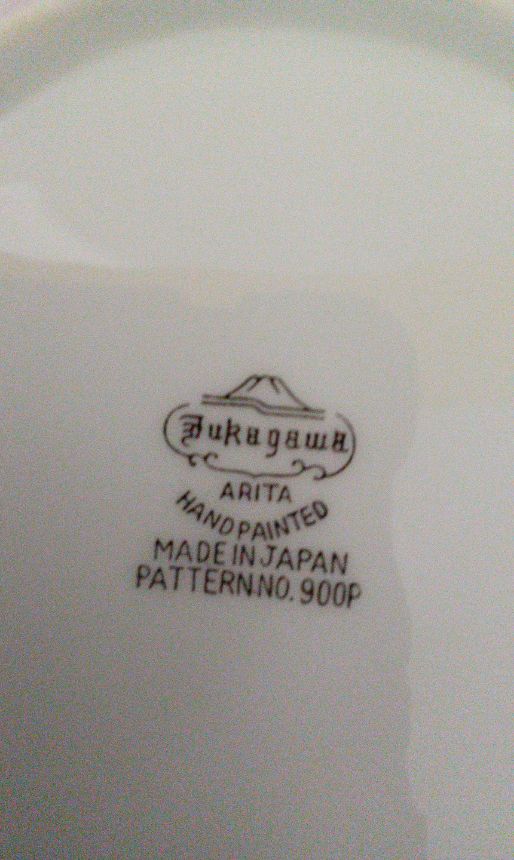 Fukagawa
ARITA
HAND PAINTED
MADE IN JAPAN
PATTERN.NO. 900P